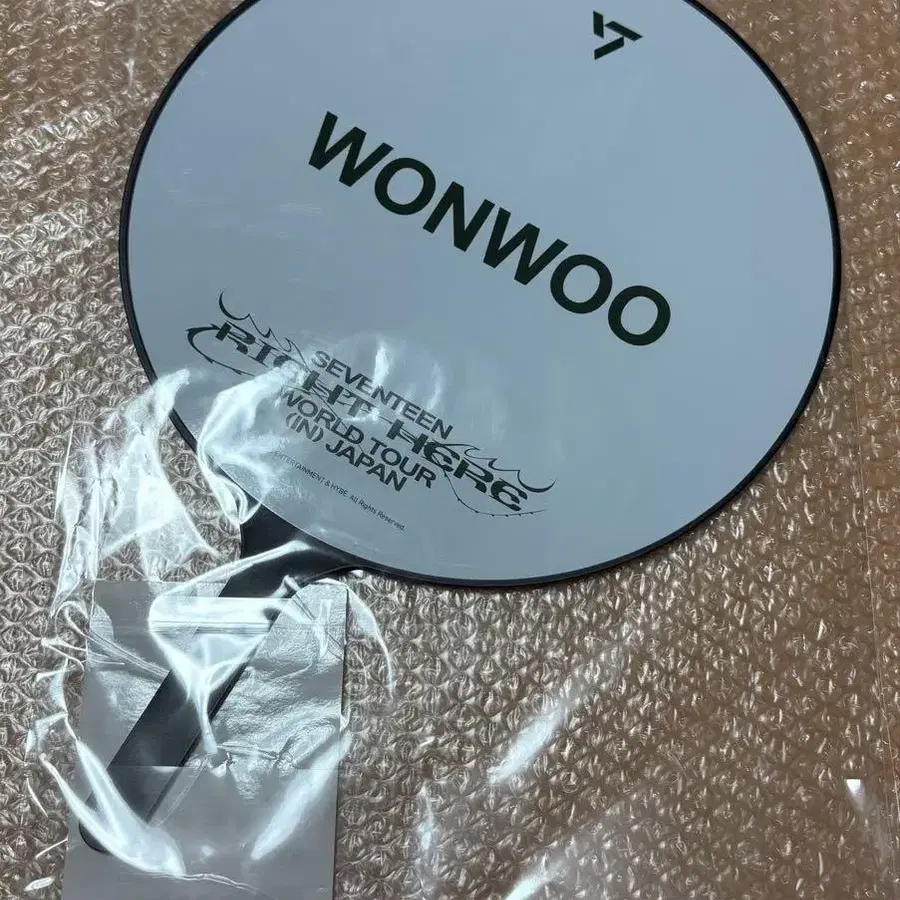 WONWOO
SEVENTEEN
RIGHT HERE
WORLD TOUR
(IN) JAPAN
ENTERTAINMENT & HYBE. All Rights Reserved.